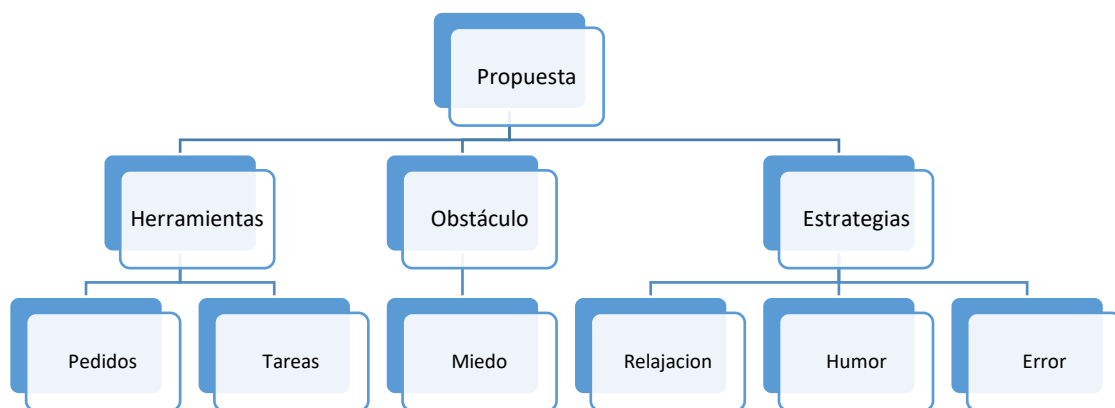 Propuesta
Herramientas
Obstáculo
Estrategias
Pedidos
Tareas
Miedo
Relajacion
Humor
Error